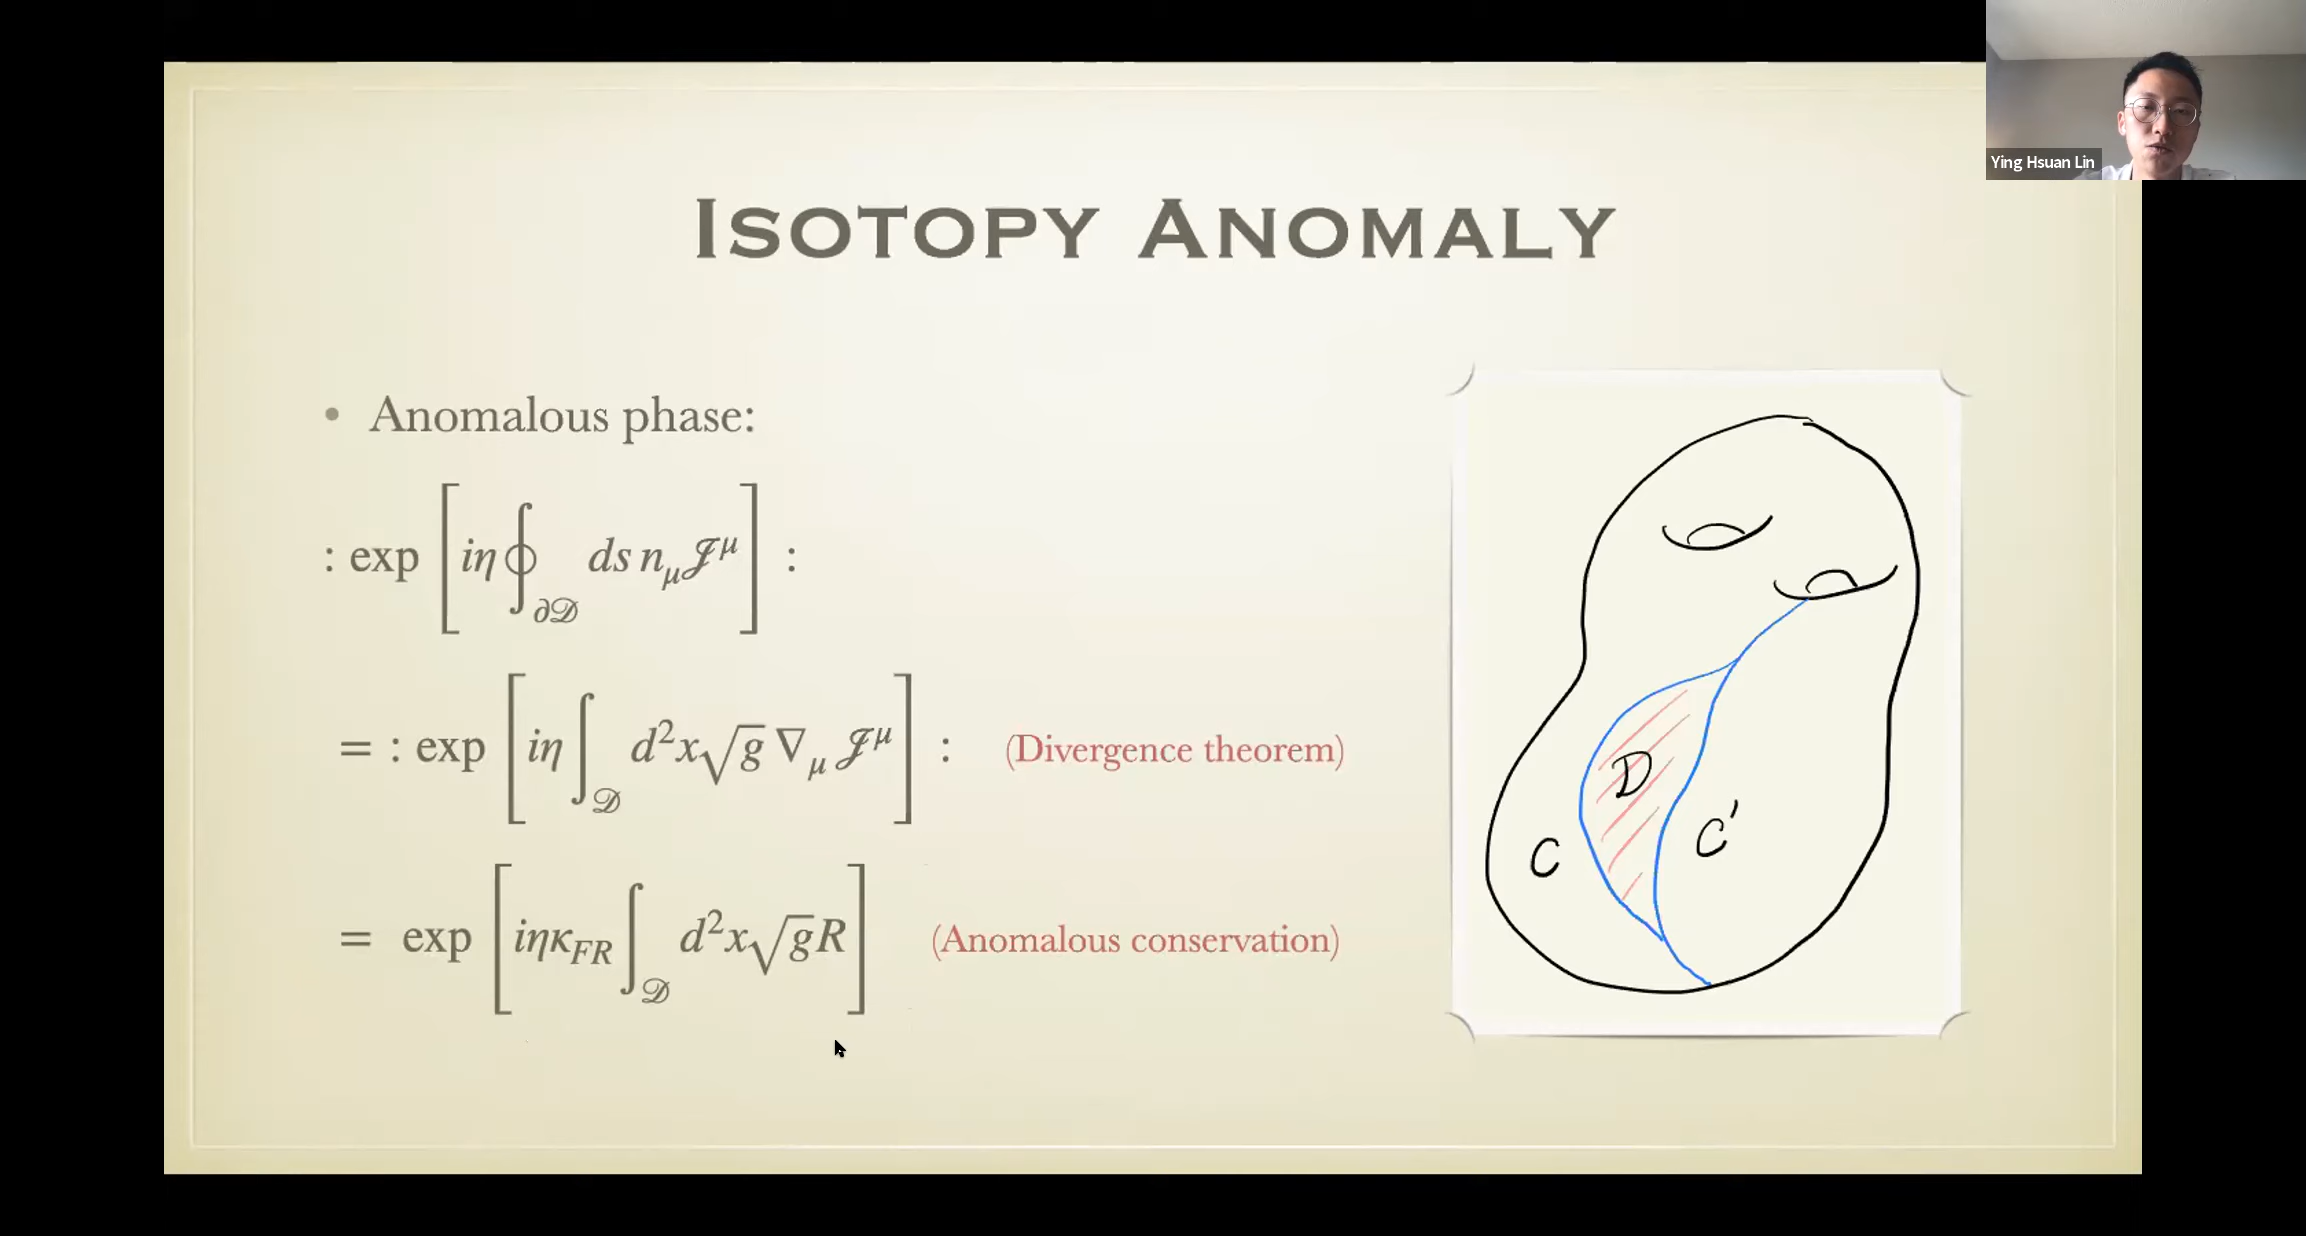 Ying Hsuan Lin
ISOTOPY ANOMALY
• Anomalous phase:
: exp [ iη ∮_∂𝒟 ds n_μ 𝒥^μ ] :
= : exp [ iη ∫_𝒟 d²x√g ∇_μ 𝒥^μ ] : (Divergence theorem)
= exp [ iηκ_FR ∫_𝒟 d²x√g R ] (Anomalous conservation)
D
C
C′